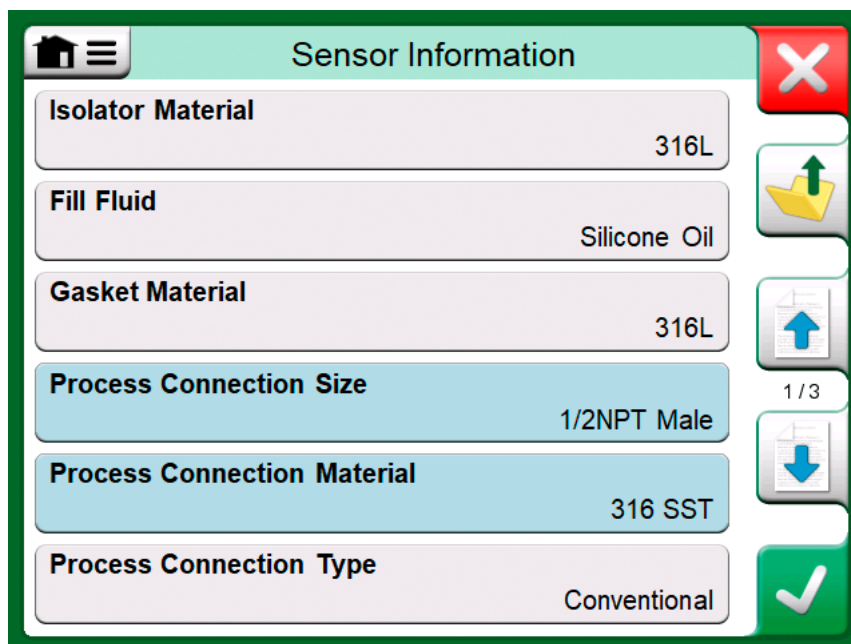 Sensor Information
Isolator Material
316L
Fill Fluid
Silicone Oil
Gasket Material
316L
Process Connection Size
1/2NPT Male
1 / 3
Process Connection Material
316 SST
Process Connection Type
Conventional